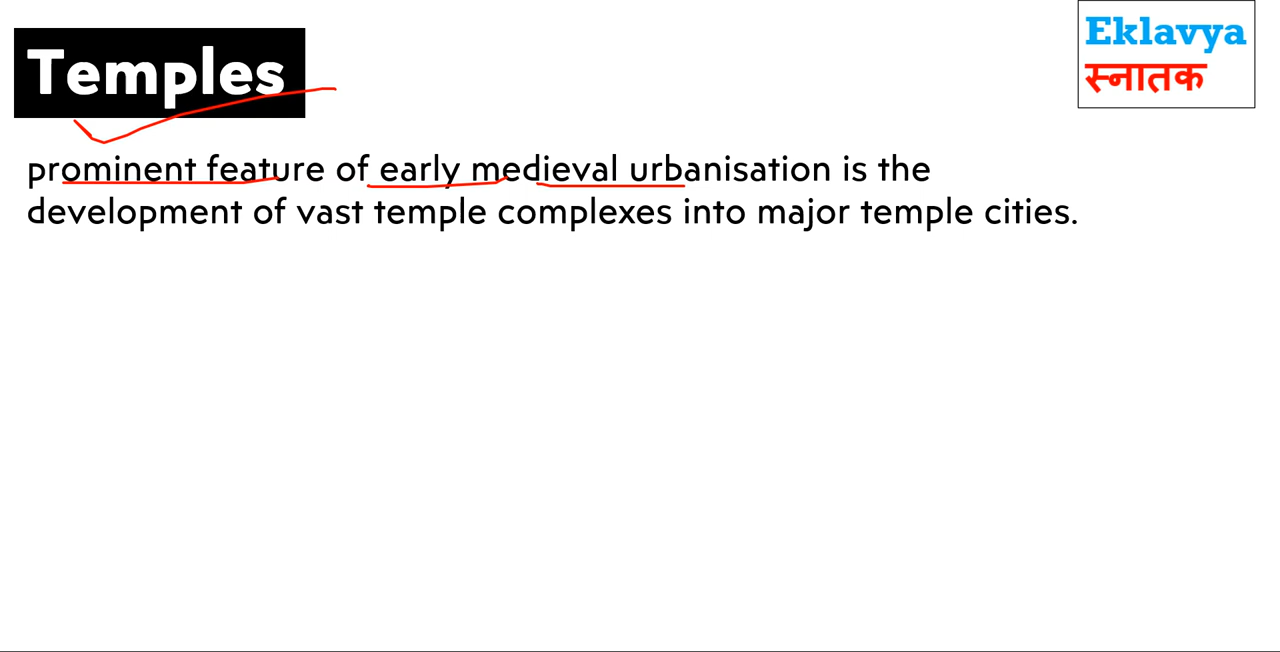 Temples
Eklavya
स्नातक
prominent feature of early medieval urbanisation is the
development of vast temple complexes into major temple cities.